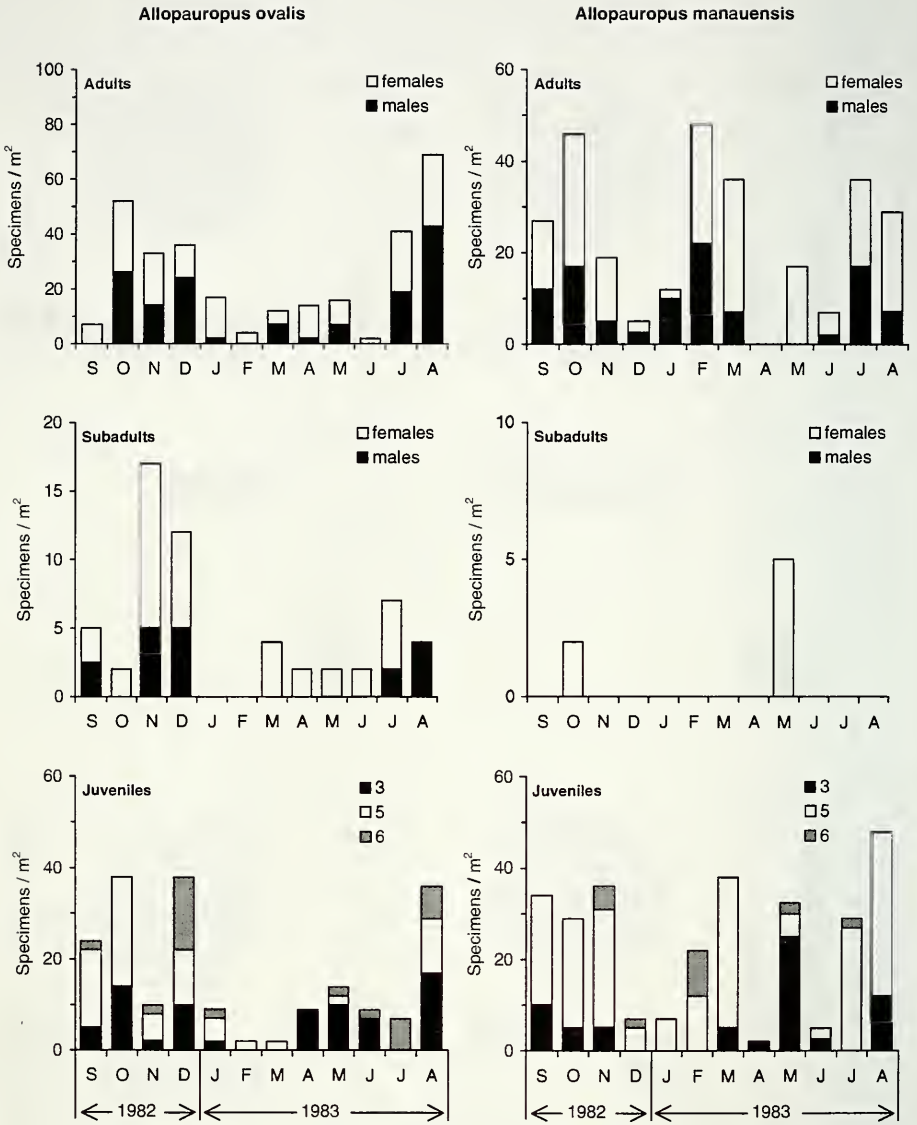 Allopauropus ovalis
Allopauropus manauensis
Adults
females
males
Specimens / m²
100
80
60
40
20
0
S O N D J F M A M J J A
Adults
females
males
Specimens / m²
60
40
20
0
S O N D J F M A M J J A
Subadults
females
males
Specimens / m²
20
15
10
5
0
S O N D J F M A M J J A
Subadults
females
males
Specimens / m²
10
5
0
S O N D J F M A M J J A
Juveniles
3
5
6
Specimens / m²
60
40
20
0
S O N D J F M A M J J A
1982 1983
Juveniles
3
5
6
Specimens / m²
60
40
20
0
S O N D J F M A M J J A
1982 1983